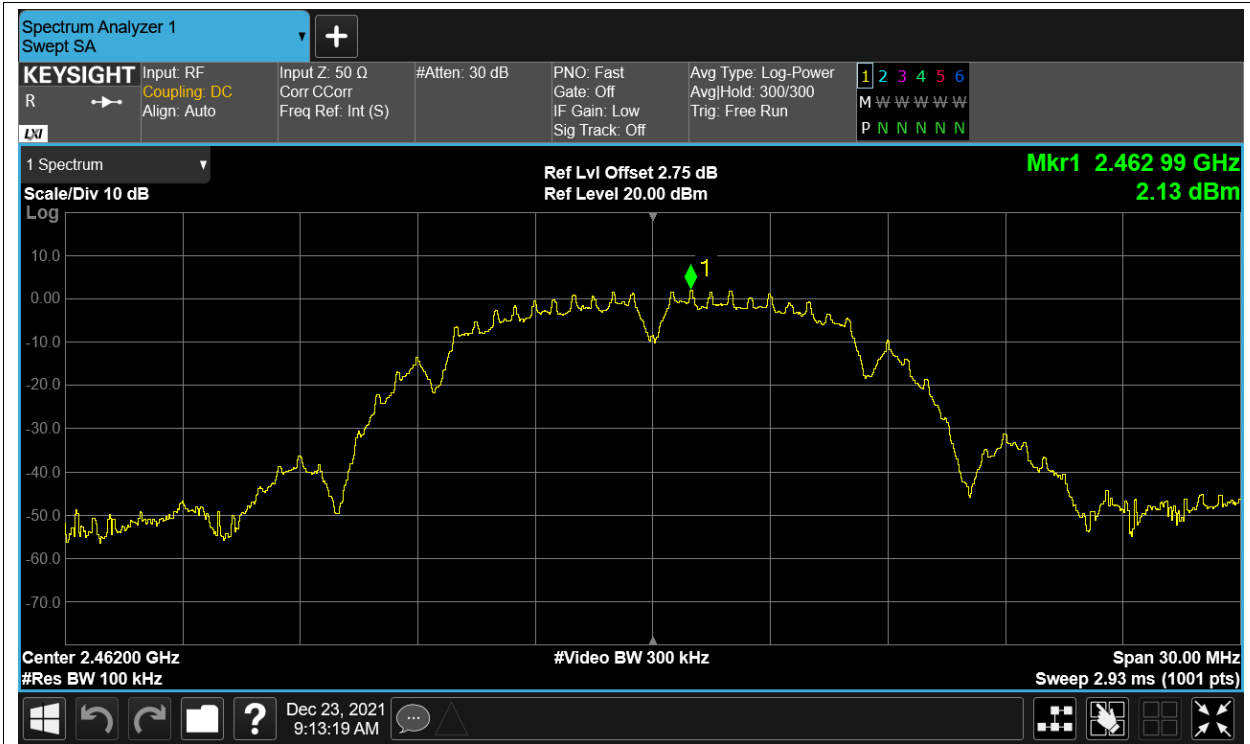 Spectrum Analyzer 1
Swept SA
KEYSIGHT
R
LXI
Input: RF
Coupling: DC
Align: Auto
Input Z: 50 Ω
Corr CCorr
Freq Ref: Int (S)
#Atten: 30 dB
PNO: Fast
Gate: Off
IF Gain: Low
Sig Track: Off
Avg Type: Log-Power
Avg|Hold: 300/300
Trig: Free Run
1 2 3 4 5 6
M W W W W W
P N N N N N
1 Spectrum
Scale/Div 10 dB
Log
Ref Lvl Offset 2.75 dB
Ref Level 20.00 dBm
Mkr1 2.462 99 GHz
2.13 dBm
10.0
0.00
-10.0
-20.0
-30.0
-40.0
-50.0
-60.0
-70.0
1
Center 2.46200 GHz
#Res BW 100 kHz
#Video BW 300 kHz
Span 30.00 MHz
Sweep 2.93 ms (1001 pts)
?
Dec 23, 2021
9:13:19 AM